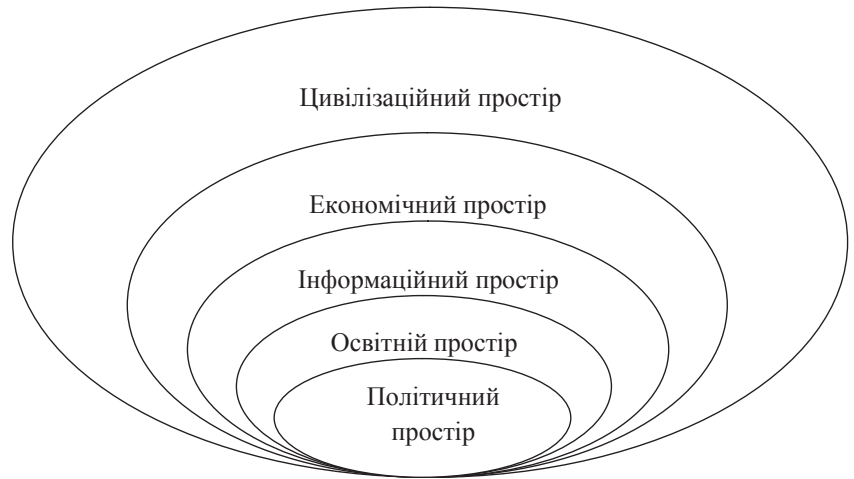 Цивілізаційний простір
Економічний простір
Інформаційний простір
Освітній простір
Політичний
простір